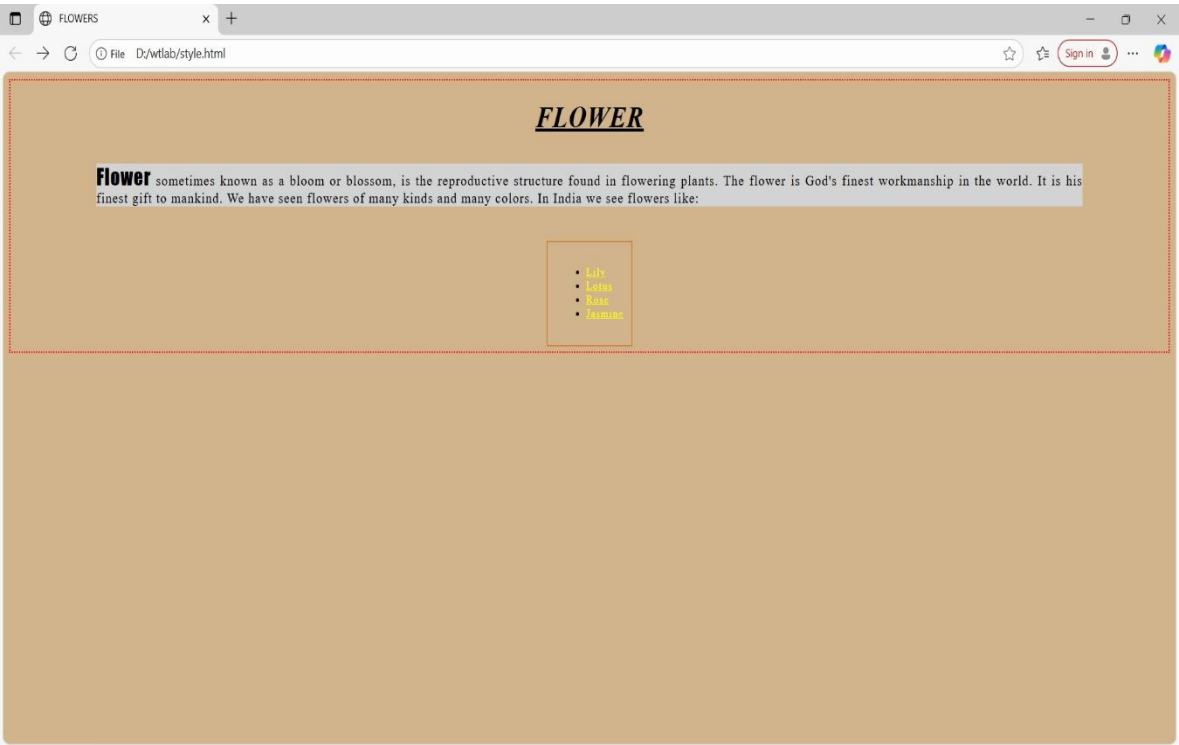 FLOWERS
File D:/wtlab/style.html
Sign in
FLOWER
Flower sometimes known as a bloom or blossom, is the reproductive structure found in flowering plants. The flower is God's finest workmanship in the world. It is his
finest gift to mankind. We have seen flowers of many kinds and many colors. In India we see flowers like:
• Lily
• Lotus
• Rose
• Jasmine